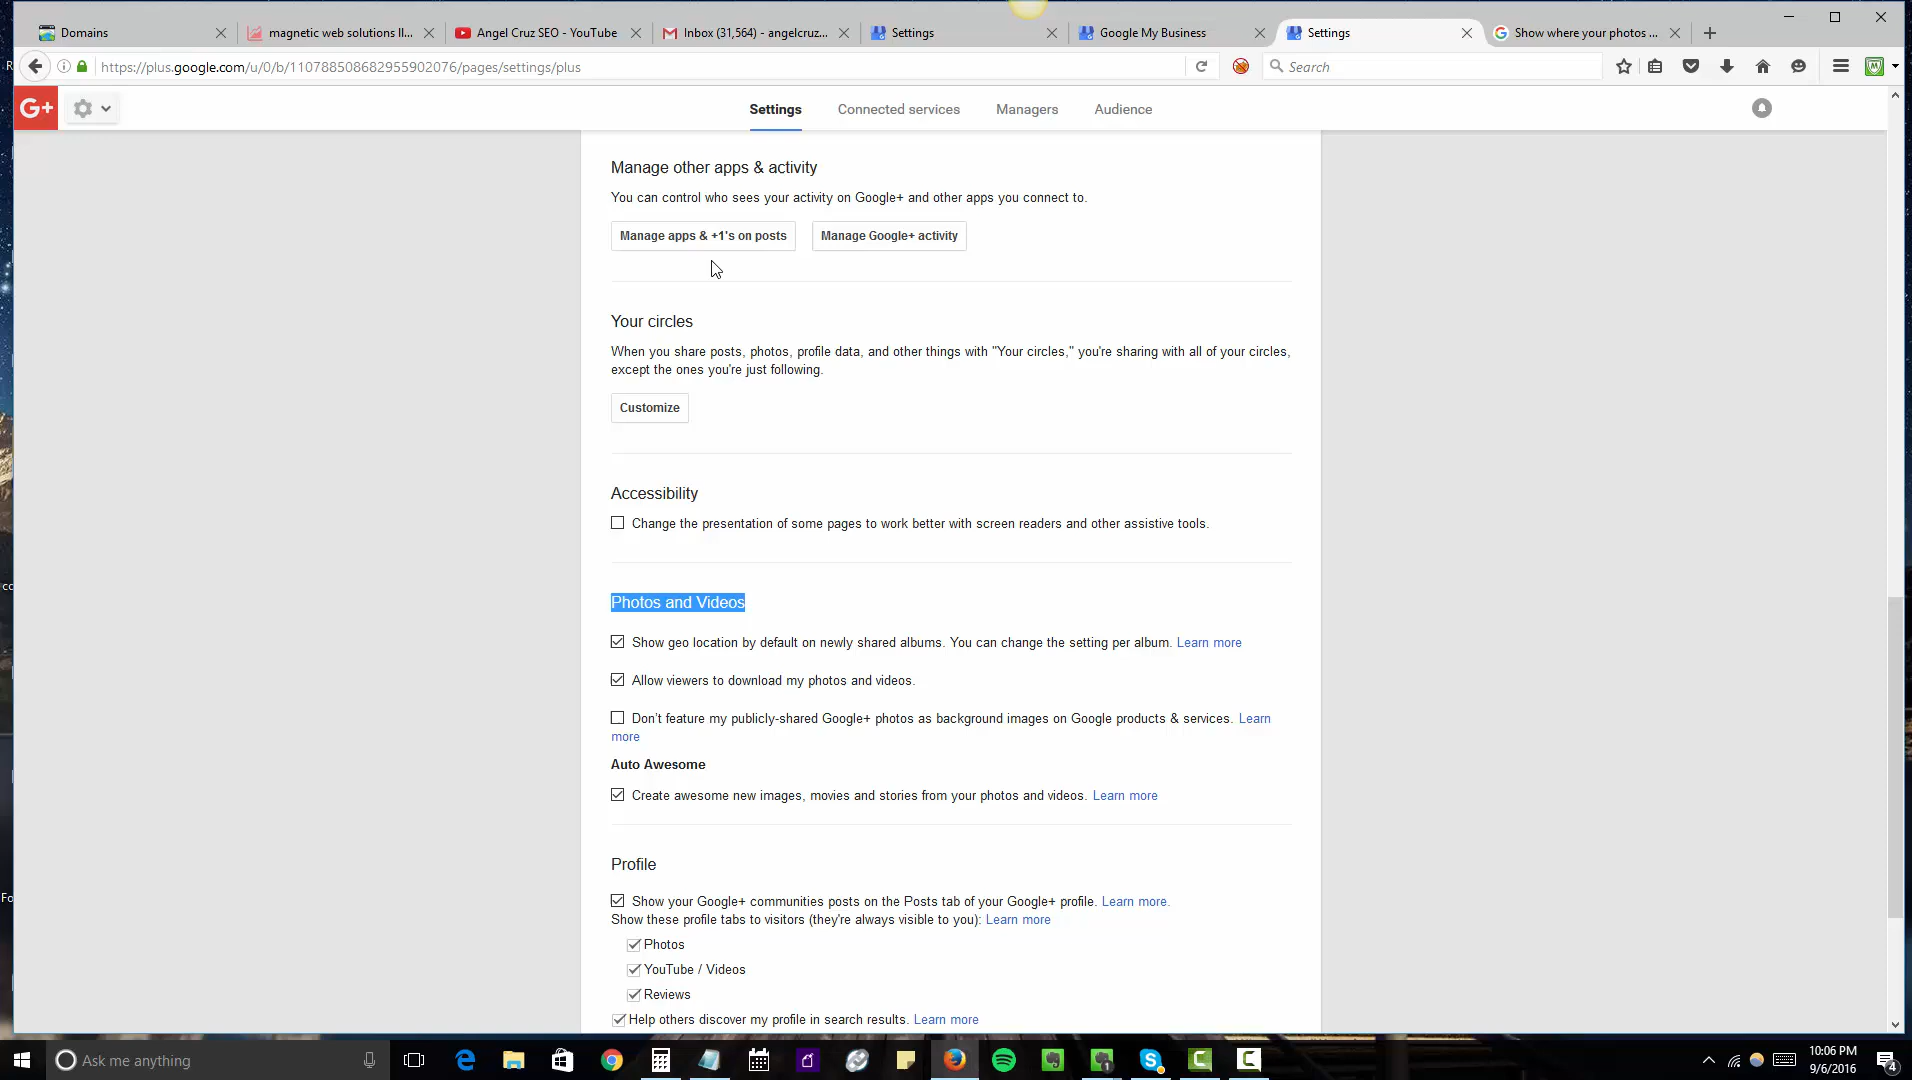 Domains
magnetic web solutions ll...
Angel Cruz SEO - YouTube
Inbox (31,564) - angelcruz...
Settings
Google My Business
Settings
Show where your photos ...
https://plus.google.com/u/0/b/110788508682955902076/pages/settings/plus
Search
G+
Settings
Connected services
Managers
Audience
Manage other apps & activity
You can control who sees your activity on Google+ and other apps you connect to.
Manage apps & +1's on posts
Manage Google+ activity
Your circles
When you share posts, photos, profile data, and other things with "Your circles," you're sharing with all of your circles,
except the ones you're just following.
Customize
Accessibility
Change the presentation of some pages to work better with screen readers and other assistive tools.
Photos and Videos
Show geo location by default on newly shared albums. You can change the setting per album. Learn more
Allow viewers to download my photos and videos.
Don't feature my publicly-shared Google+ photos as background images on Google products & services. Learn
more
Auto Awesome
Create awesome new images, movies and stories from your photos and videos. Learn more
Profile
Show your Google+ communities posts on the Posts tab of your Google+ profile. Learn more.
Show these profile tabs to visitors (they're always visible to you): Learn more
Photos
YouTube / Videos
Reviews
Help others discover my profile in search results. Learn more
Ask me anything
10:06 PM
9/6/2016
4